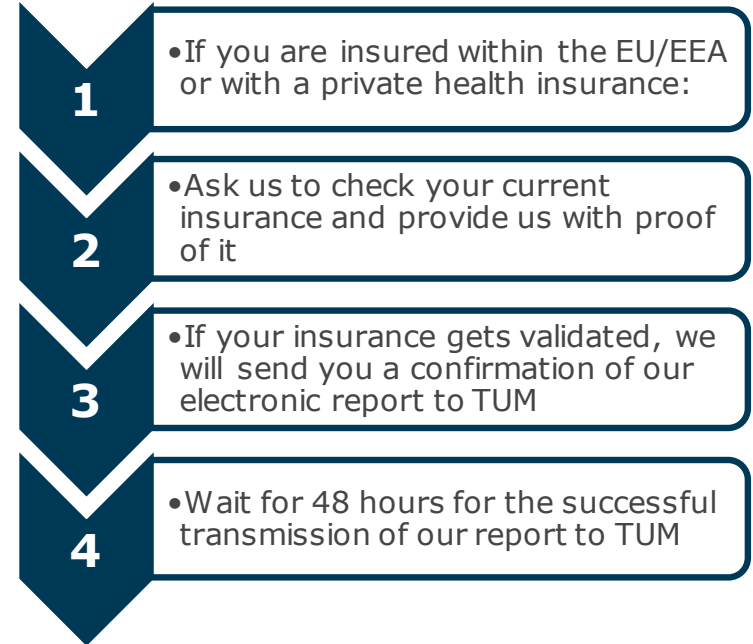 1
•If you are insured within the EU/EEA
or with a private health insurance:
2
•Ask us to check your current
insurance and provide us with proof
of it
3
•If your insurance gets validated, we
will send you a confirmation of our
electronic report to TUM
4
•Wait for 48 hours for the successful
transmission of our report to TUM